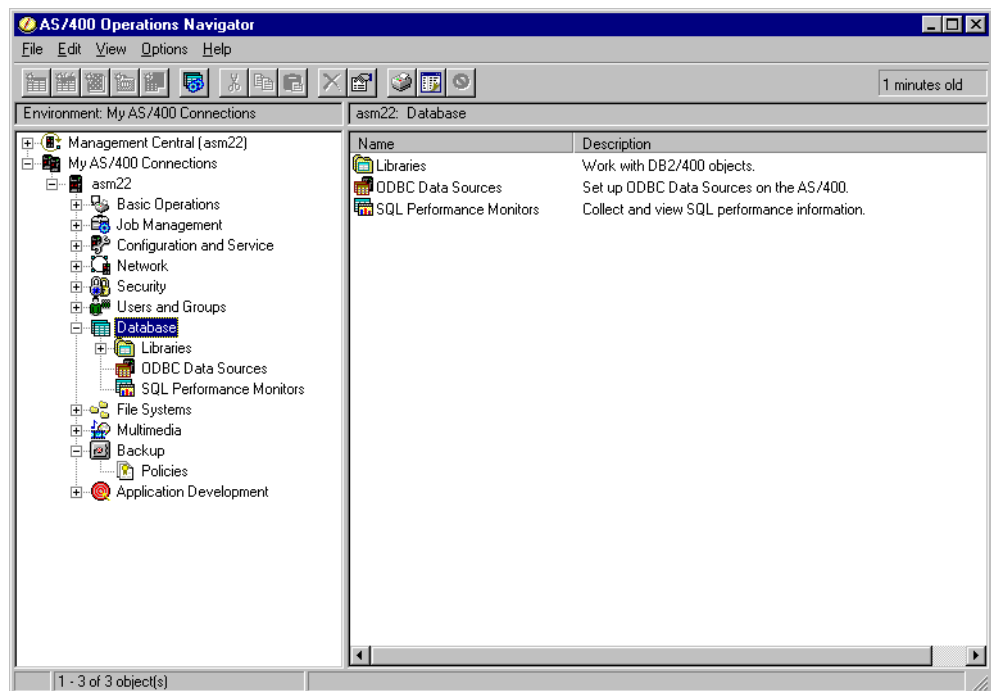 AS/400 Operations Navigator
File Edit View Options Help
1 minutes old
Environment: My AS/400 Connections
asm22: Database
Management Central (asm22)
My AS/400 Connections
asm22
Basic Operations
Job Management
Configuration and Service
Network
Security
Users and Groups
Database
Libraries
ODBC Data Sources
SQL Performance Monitors
File Systems
Multimedia
Backup
Policies
Application Development
Name Description
Libraries Work with DB2/400 objects.
ODBC Data Sources Set up ODBC Data Sources on the AS/400.
SQL Performance Monitors Collect and view SQL performance information.
1 - 3 of 3 object(s)